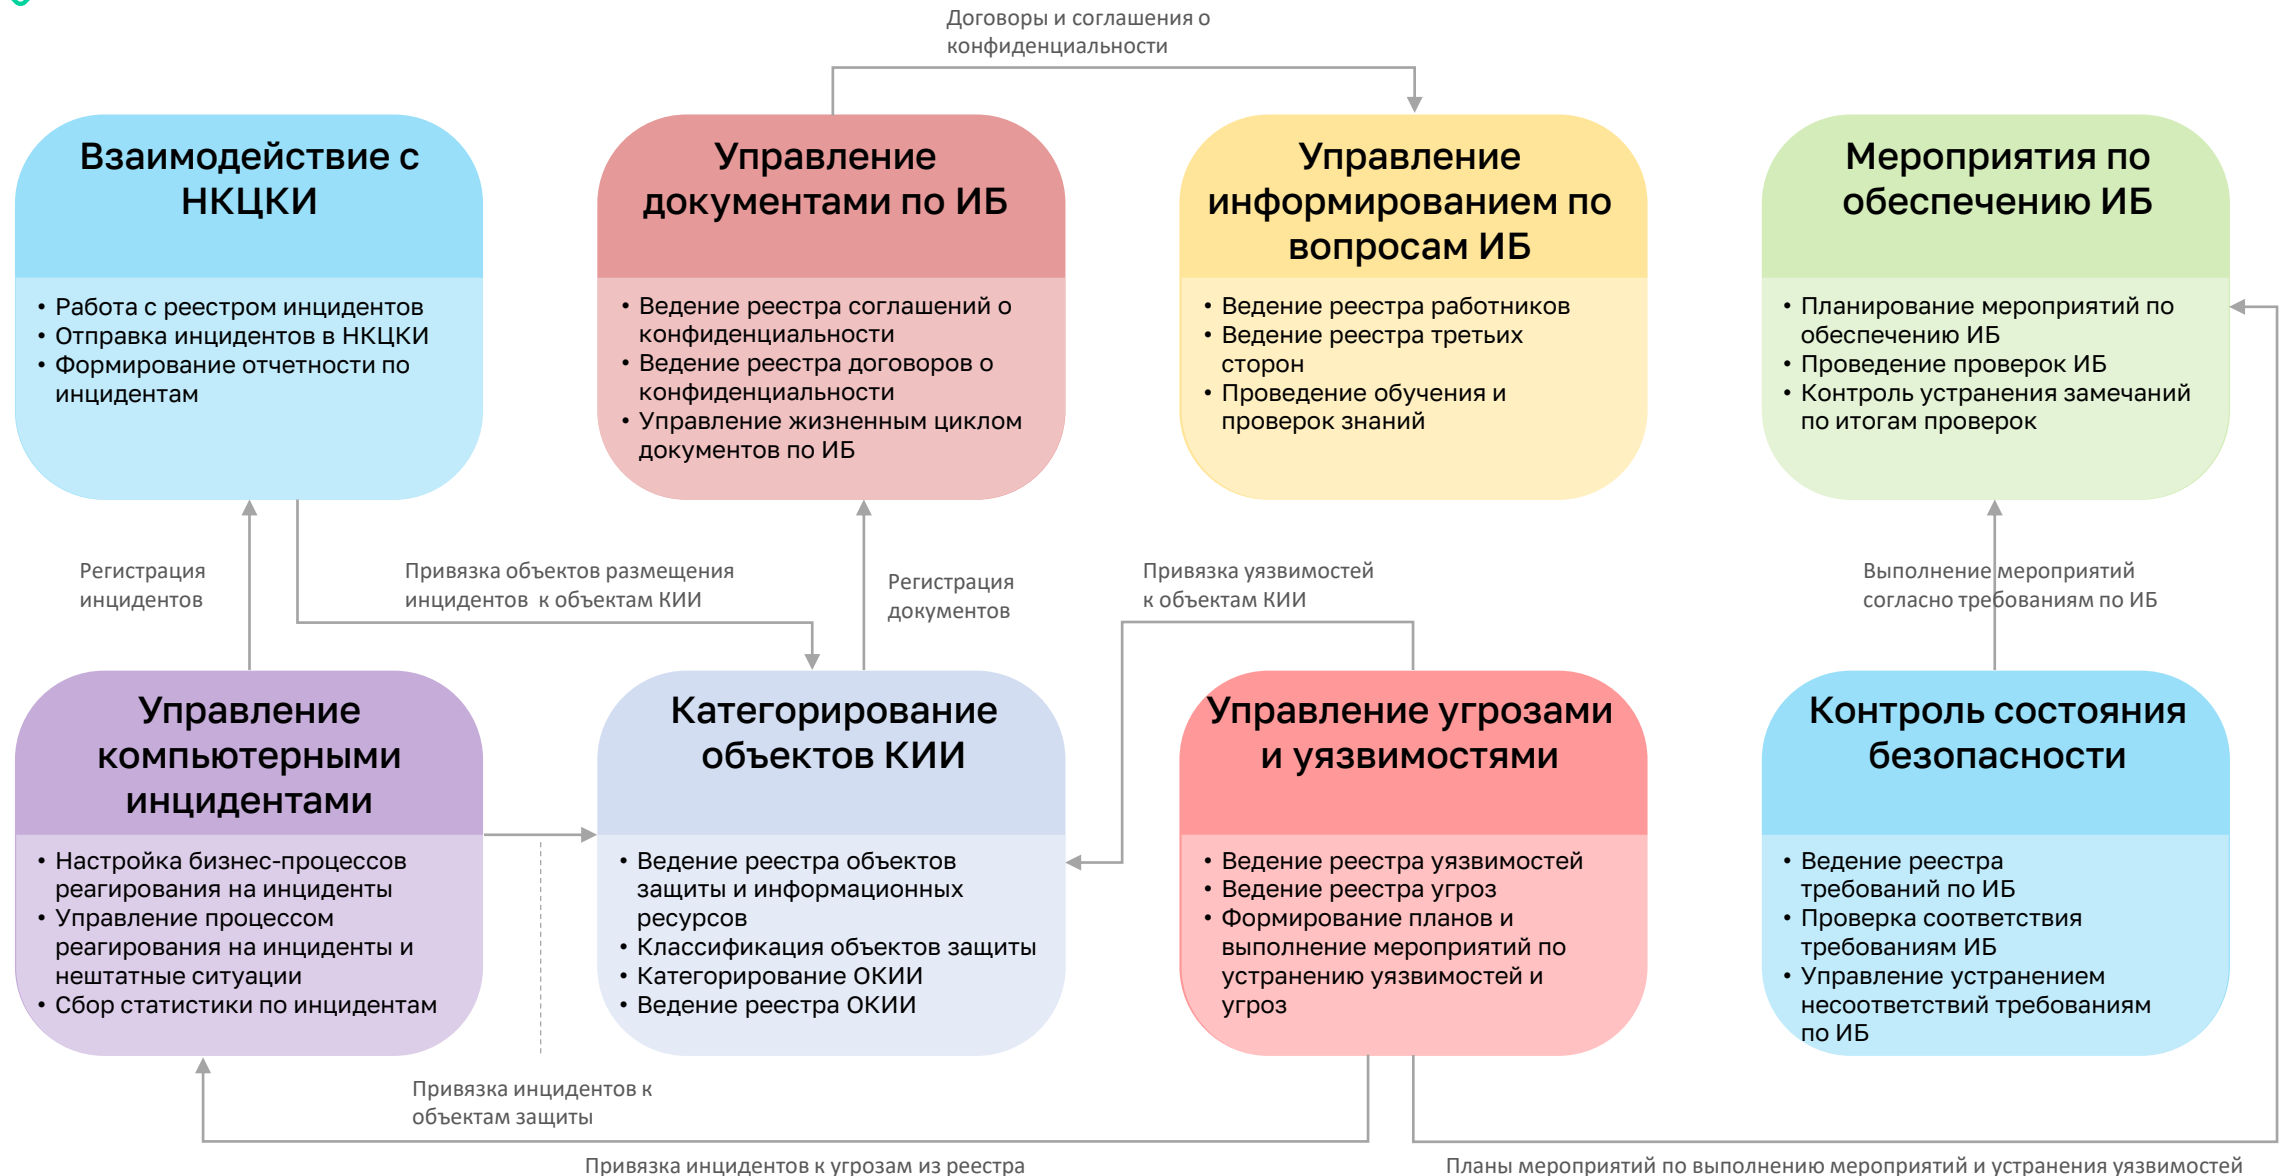 Договоры и соглашения о
конфиденциальности
Взаимодействие с
НКЦКИ
• Работа с реестром инцидентов
• Отправка инцидентов в НКЦКИ
• Формирование отчетности по
инцидентам
Управление
документами по ИБ
• Ведение реестра соглашений о
конфиденциальности
• Ведение реестра договоров о
конфиденциальности
• Управление жизненным циклом
документов по ИБ
Управление
информированием по
вопросам ИБ
• Ведение реестра работников
• Ведение реестра третьих
сторон
• Проведение обучения и
проверок знаний
Мероприятия по
обеспечению ИБ
• Планирование мероприятий по
обеспечению ИБ
• Проведение проверок ИБ
• Контроль устранения замечаний
по итогам проверок
Регистрация
инцидентов
Привязка объектов размещения
инцидентов к объектам КИИ
Регистрация
документов
Привязка уязвимостей
к объектам КИИ
Выполнение мероприятий
согласно требованиям по ИБ
Управление
компьютерными
инцидентами
• Настройка бизнес-процессов
реагирования на инциденты
• Управление процессом
реагирования на инциденты и
нештатные ситуации
• Сбор статистики по инцидентам
Категорирование
объектов КИИ
• Ведение реестра объектов
защиты и информационных
ресурсов
• Классификация объектов защиты
• Категорирование ОКИИ
• Ведение реестра ОКИИ
Управление угрозами
и уязвимостями
• Ведение реестра уязвимостей
• Ведение реестра угроз
• Формирование планов и
выполнение мероприятий по
устранению уязвимостей и
угроз
Контроль состояния
безопасности
• Ведение реестра
требований по ИБ
• Проверка соответствия
требованиям ИБ
• Управление устранением
несоответствий требованиям
по ИБ
Привязка инцидентов к
объектам защиты
Привязка инцидентов к угрозам из реестра
Планы мероприятий по выполнению мероприятий и устранения уязвимостей